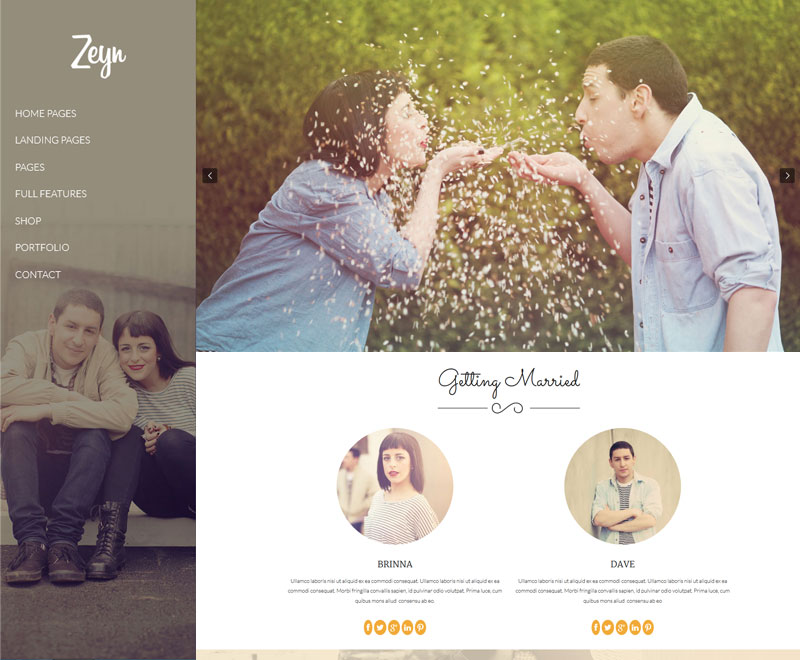 Zeyn
HOME PAGES
LANDING PAGES
PAGES
FULL FEATURES
SHOP
PORTFOLIO
CONTACT
Getting Married
BRINNA
Ullamco laboris nisi ut aliquid ex ea commodi consequat. Ullamco laboris nisi ut aliquid ex ea
commodi consequat. Morbi fringilla convallis sapien, id pulvinar odio volutpat. Prima luce, cum
quibus mons aliud consensu ab eo.
DAVE
Ullamco laboris nisi ut aliquid ex ea commodi consequat. Ullamco laboris nisi ut aliquid ex ea
commodi consequat. Morbi fringilla convallis sapien, id pulvinar odio volutpat. Prima luce, cum
quibus mons aliud consensu ab eo.